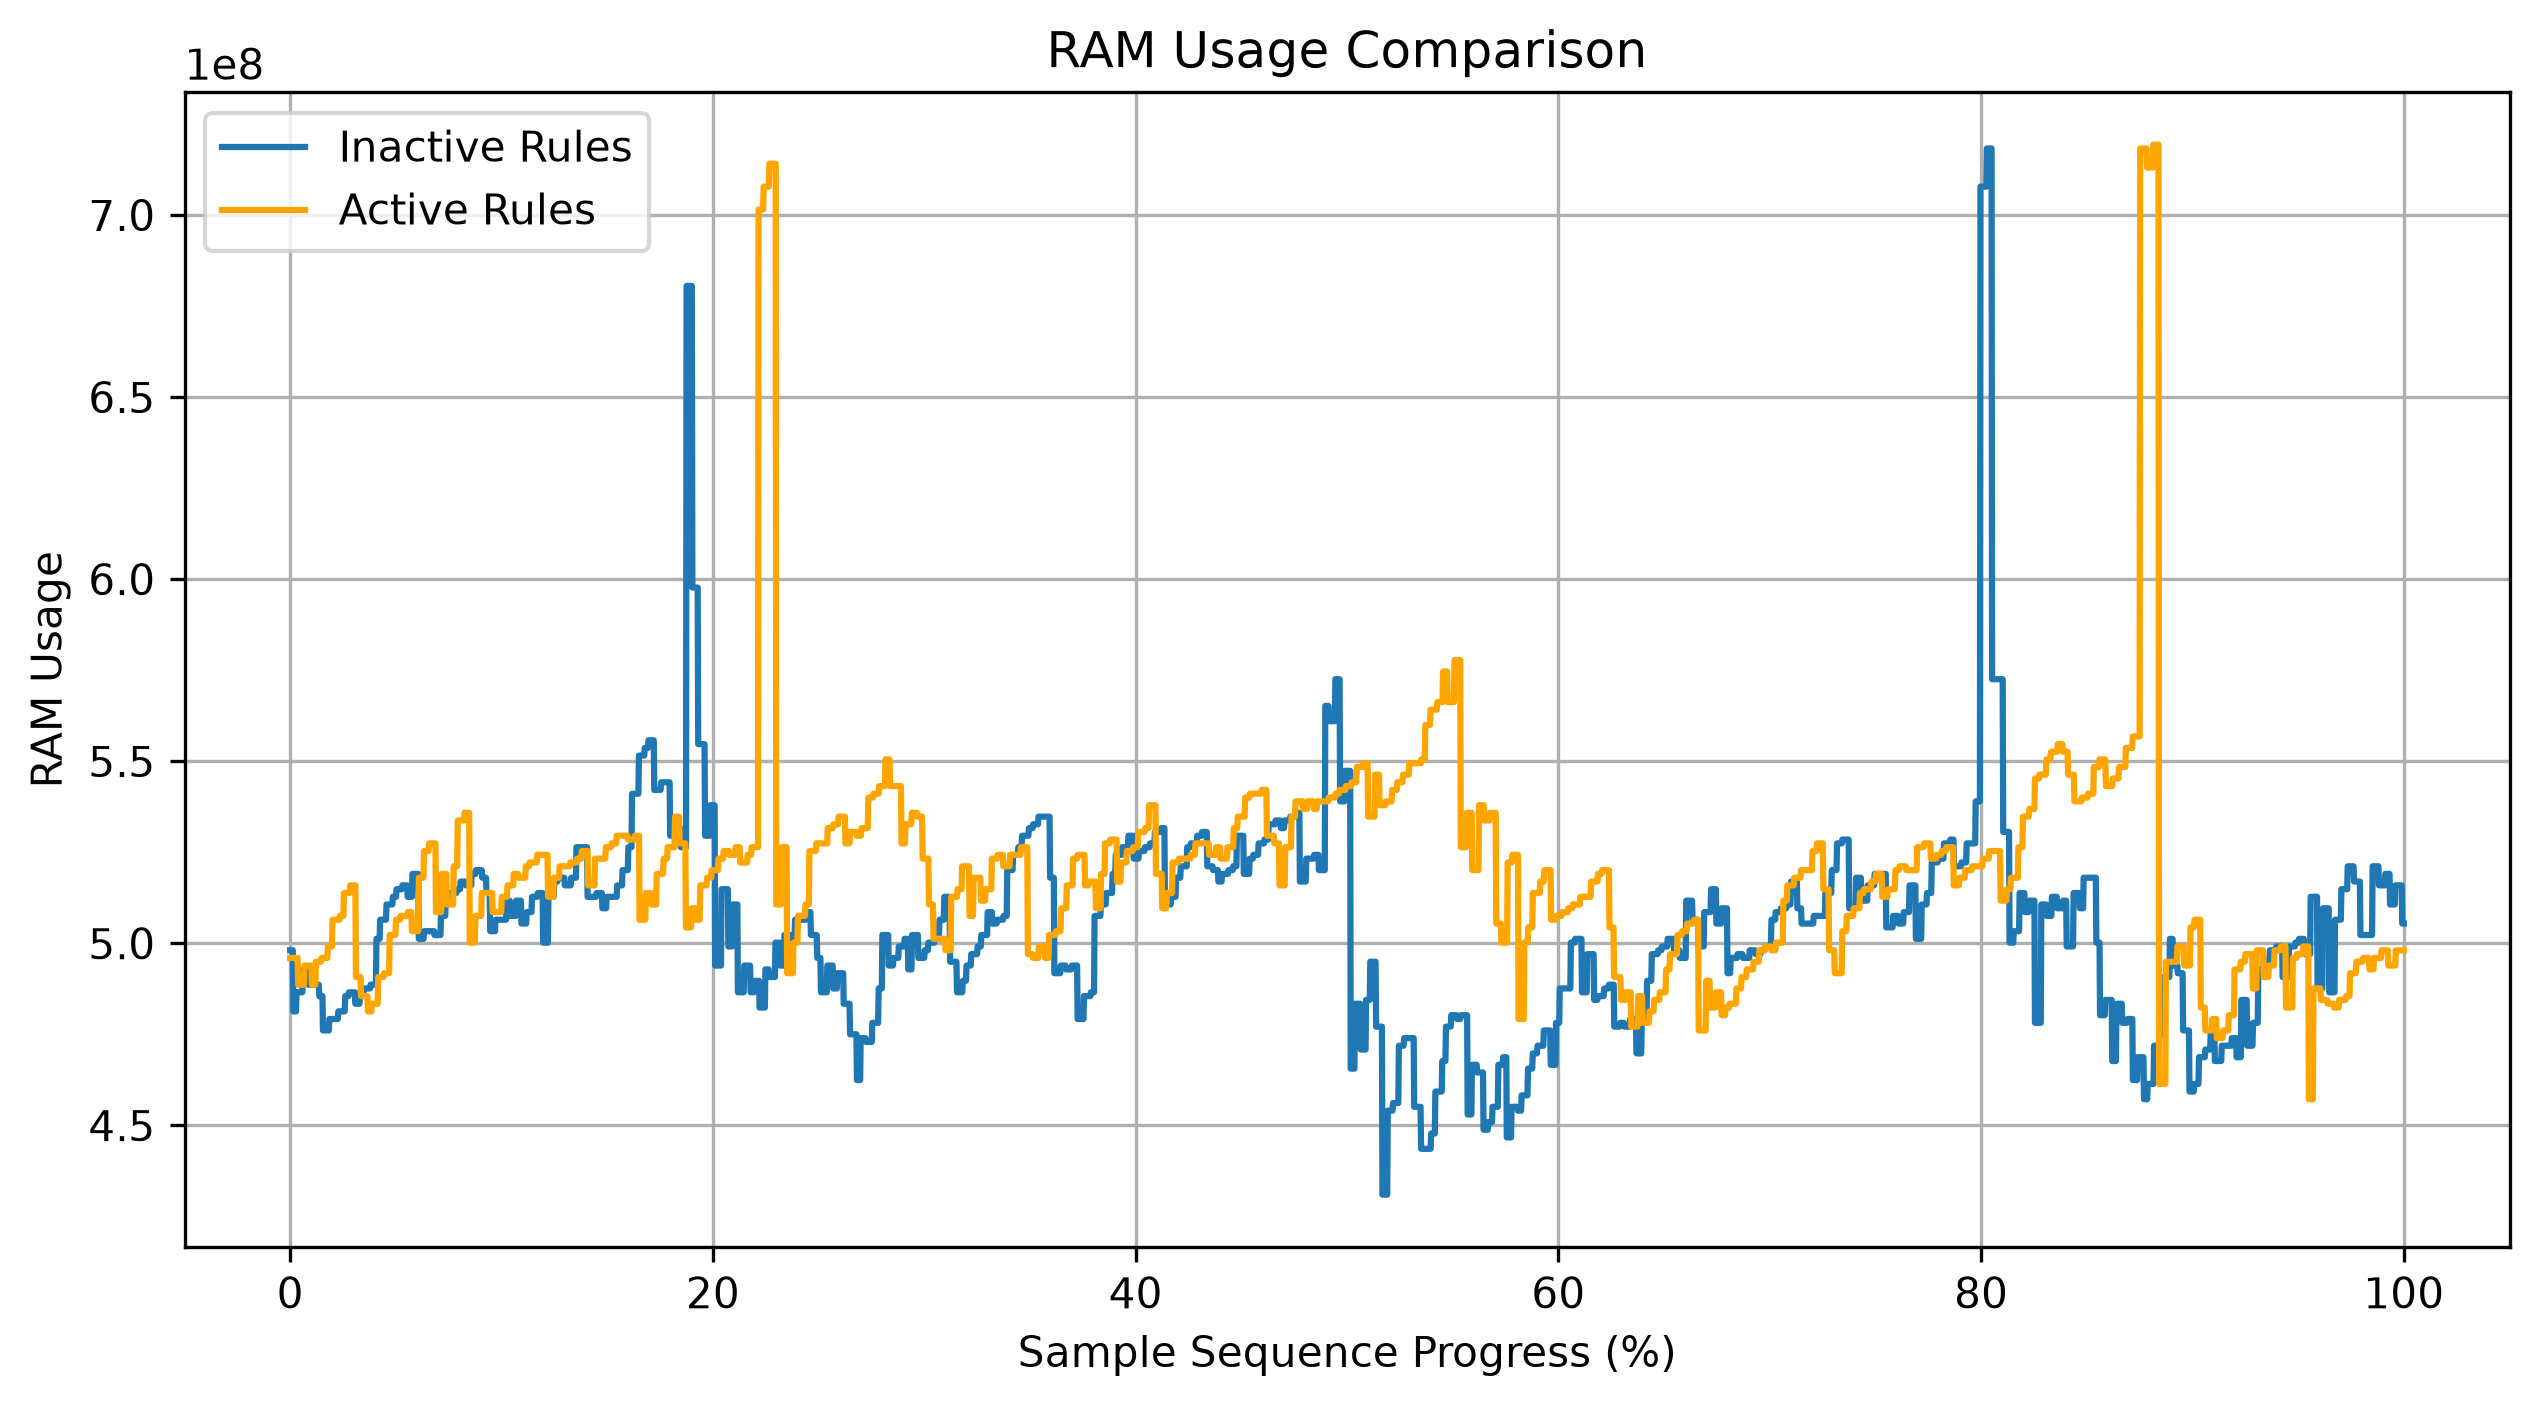 RAM Usage Comparison
1e8
Inactive Rules
Active Rules
7.0
6.5
6.0
5.5
5.0
4.5
RAM Usage
0 20 40 60 80 100
Sample Sequence Progress (%)